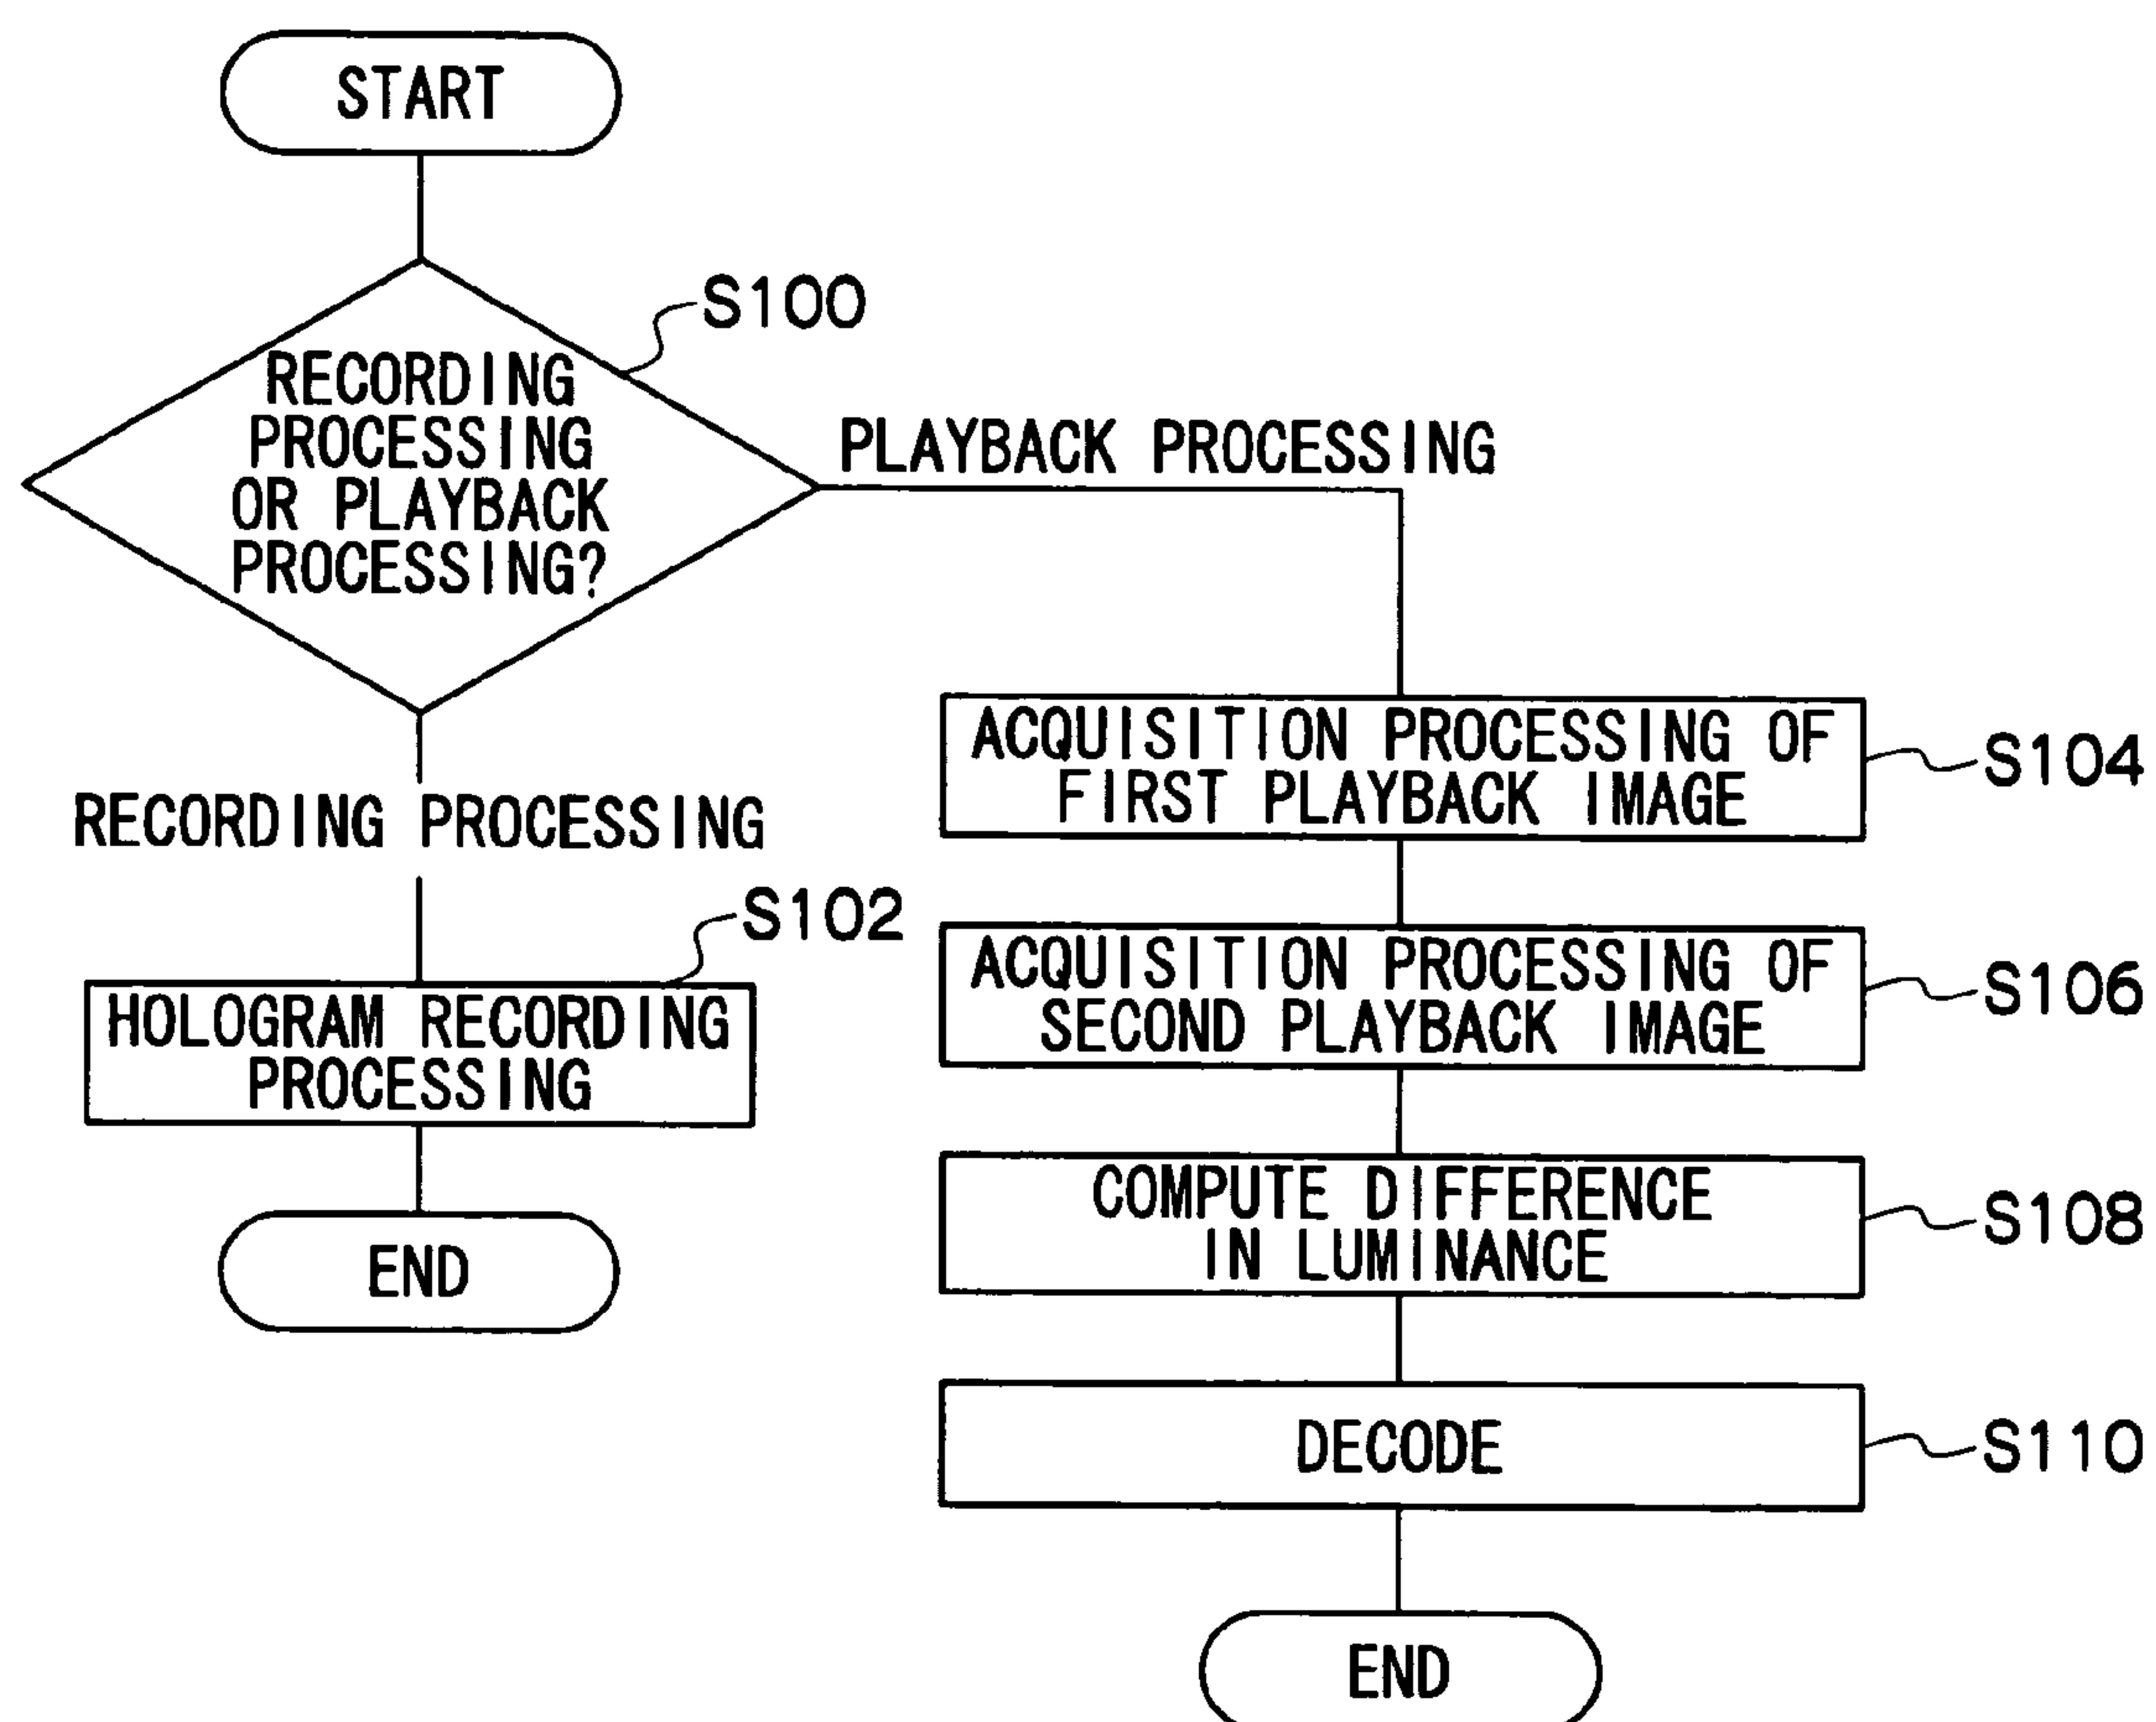 START
S100
RECORDING
PROCESSING
OR PLAYBACK
PROCESSING?
PLAYBACK PROCESSING
RECORDING PROCESSING
S102
HOLOGRAM RECORDING
PROCESSING
END
ACQUISITION PROCESSING OF
FIRST PLAYBACK IMAGE
S104
ACQUISITION PROCESSING OF
SECOND PLAYBACK IMAGE
S106
COMPUTE DIFFERENCE
IN LUMINANCE
S108
DECODE
S110
END